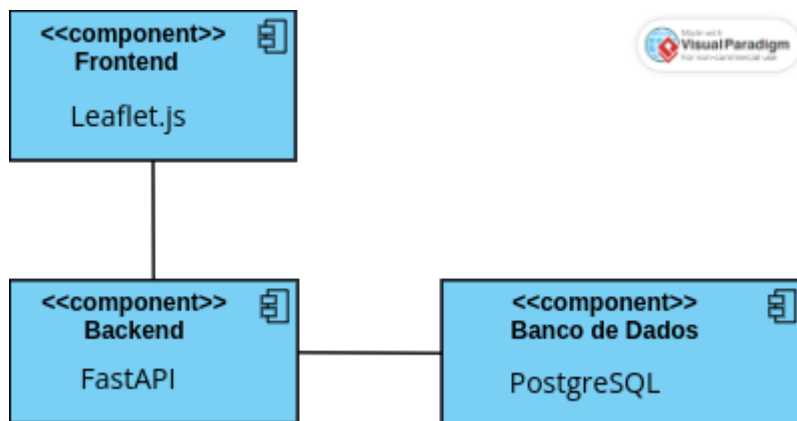 <<component>>
Frontend
Leaflet.js
Made with
Visual Paradigm
For non-commercial use
<<component>>
Backend
FastAPI
<<component>>
Banco de Dados
PostgreSQL